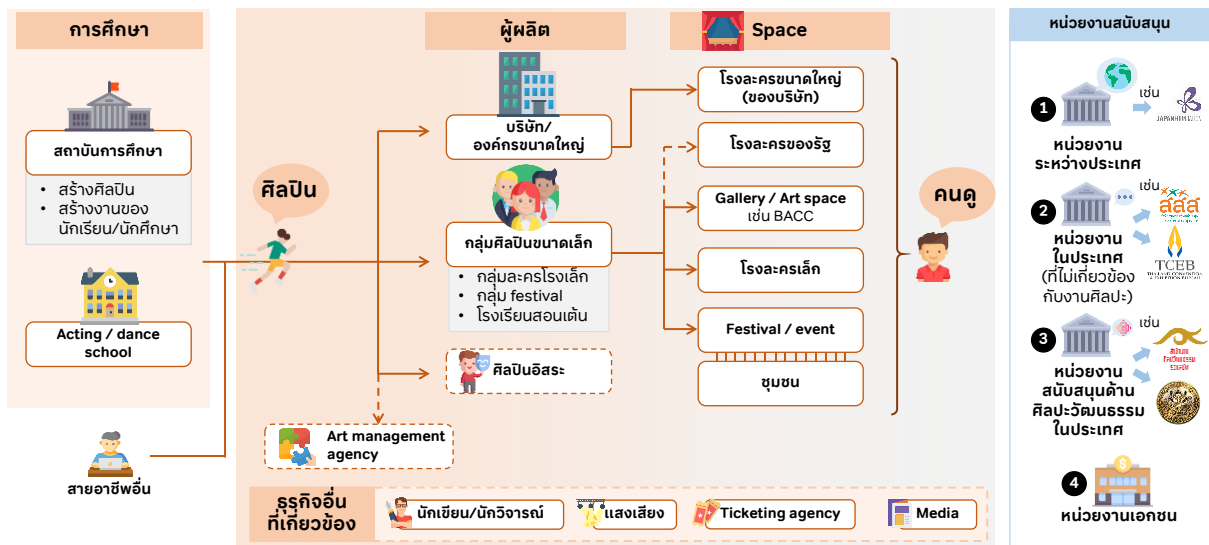 การศึกษา
สถาบันการศึกษา
• สร้างศิลปิน
• สร้างงานของ
นักเรียน/นักศึกษา
Acting / dance
school
สายอาชีพอื่น
ศิลปิน
ผู้ผลิต
บริษัท/
องค์กรขนาดใหญ่
กลุ่มศิลปินขนาดเล็ก
• กลุ่มละครโรงเล็ก
• กลุ่ม festival
• โรงเรียนสอนเต้น
ศิลปินอิสระ
Art management
agency
Space
โรงละครขนาดใหญ่
(ของบริษัท)
โรงละครของรัฐ
Gallery / Art space
เช่น BACC
โรงละครเล็ก
Festival / event
ชุมชน
คนดู
ธุรกิจอื่น
ที่เกี่ยวข้อง
นักเขียน/นักวิจารณ์
แสงเสียง
Ticketing agency
Media
หน่วยงานสนับสนุน
1
เช่น
JAPANFOUNDATION
หน่วยงาน
ระหว่างประเทศ
2
เช่น
สสส
TCEB
THAILAND CONVENTION
& EXHIBITION BUREAU
หน่วยงาน
ในประเทศ
(ที่ไม่เกี่ยวข้อง
กับงานศิลปะ)
3
เช่น
หน่วยงาน
สนับสนุนด้าน
ศิลปะวัฒนธรรม
ในประเทศ
4
หน่วยงานเอกชน